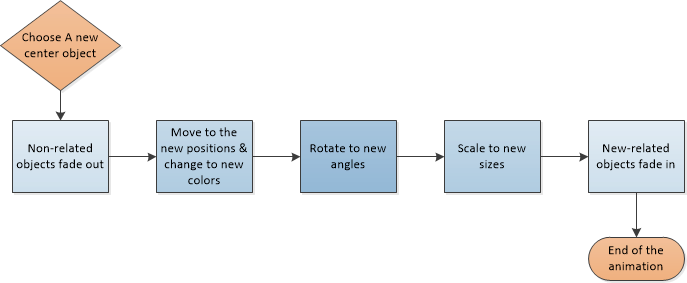 Choose A new
center object
Non-related
objects fade out
Move to the
new positions &
change to new
colors
Rotate to new
angles
Scale to new
sizes
New-related
objects fade in
End of the
animation